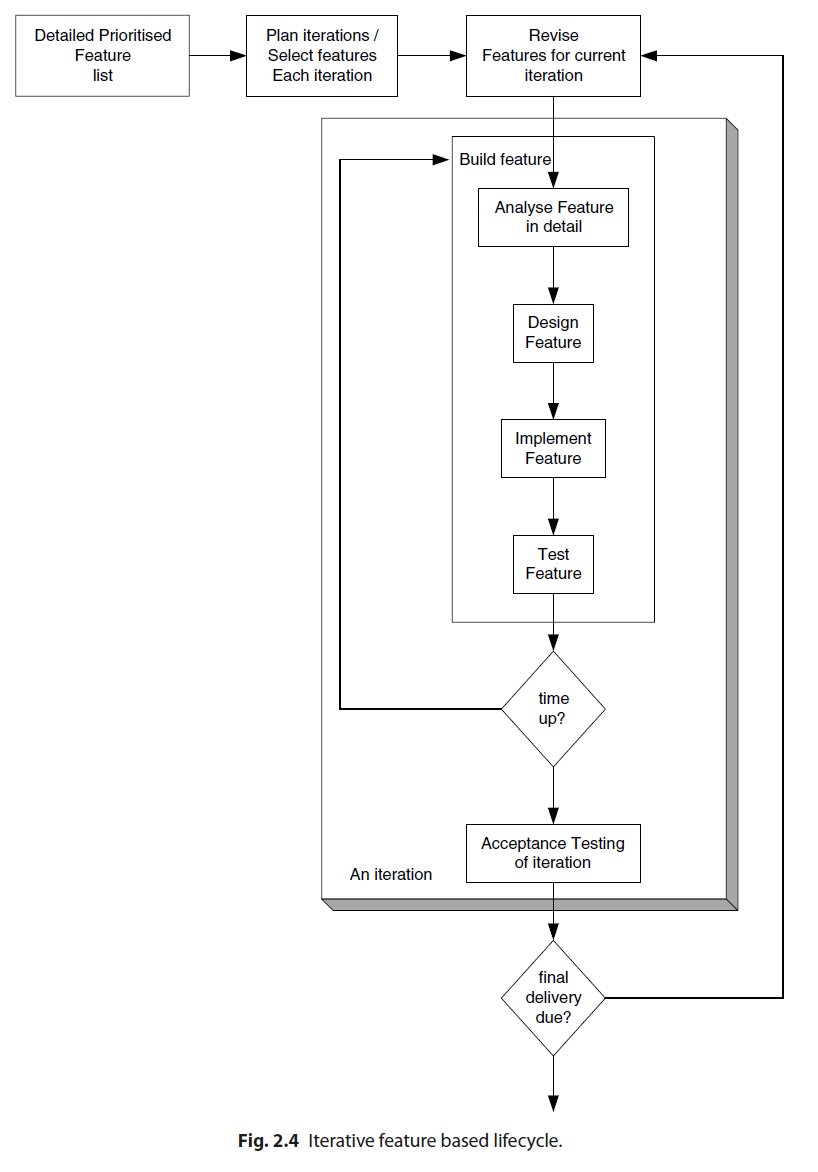 Detailed Prioritised
Feature
list
Plan iterations /
Select features
Each iteration
Revise
Features for current
iteration
Build feature
Analyse Feature
in detail
Design
Feature
Implement
Feature
Test
Feature
time
up?
Acceptance Testing
of iteration
An iteration
final
delivery
due?
Fig. 2.4 Iterative feature based lifecycle.